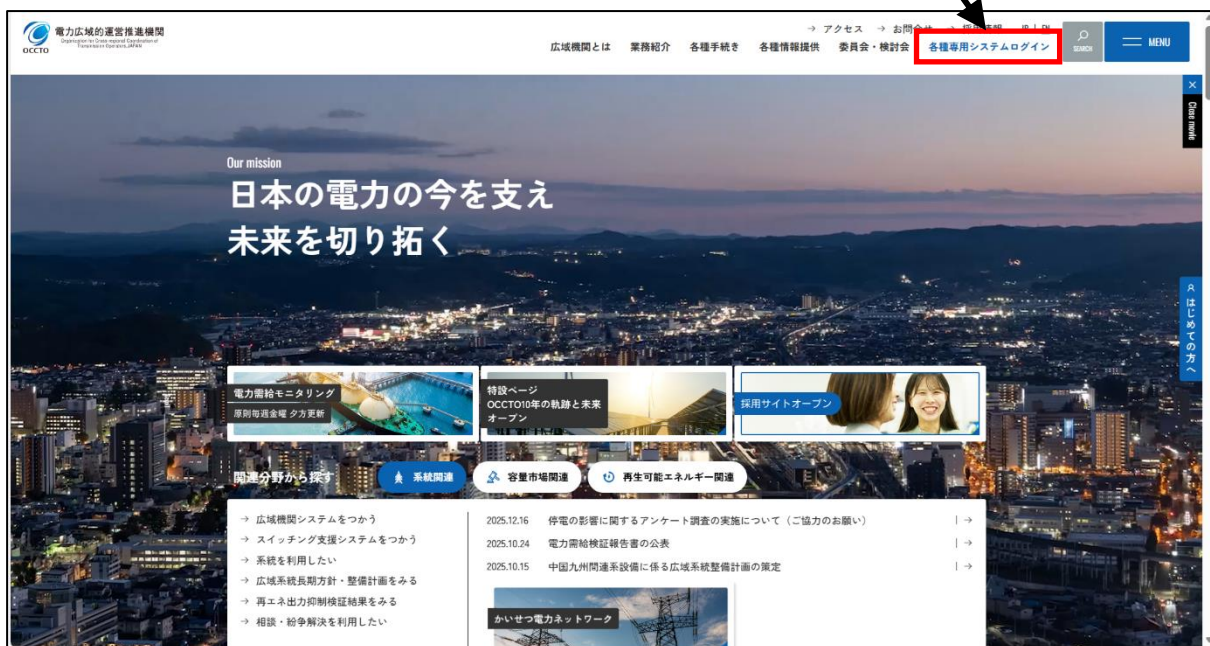 電力広域的運営推進機関
Organization for Cross-regional Coordination of
Transmission Operators, JAPAN
OCCTO
→ アクセス → お問合せ → 採用情報 JP | EN
広域機関とは 業務紹介 各種手続き 各種情報提供 委員会・検討会 各種専用システムログイン
SEARCH
MENU
×
Close movie
Our mission
日本の電力の今を支え
未来を切り拓く
はじめての方へ
電力需給モニタリング
原則毎週金曜 夕方更新
特設ページ
OCCTO10年の軌跡と未来
オープン
採用サイトオープン
関連分野から探す 系統関連 容量市場関連 再生可能エネルギー関連
→ 広域機関システムをつかう
→ スイッチング支援システムをつかう
→ 系統を利用したい
→ 広域系統長期方針・整備計画をみる
→ 再エネ出力抑制検証結果をみる
→ 相談・紛争解決を利用したい
2025.12.16 停電の影響に関するアンケート調査の実施について（ご協力のお願い） | →
2025.10.24 電力需給検証報告書の公表 | →
2025.10.15 中国九州間連系設備に係る広域系統整備計画の策定 | →
かいせつ電力ネットワーク